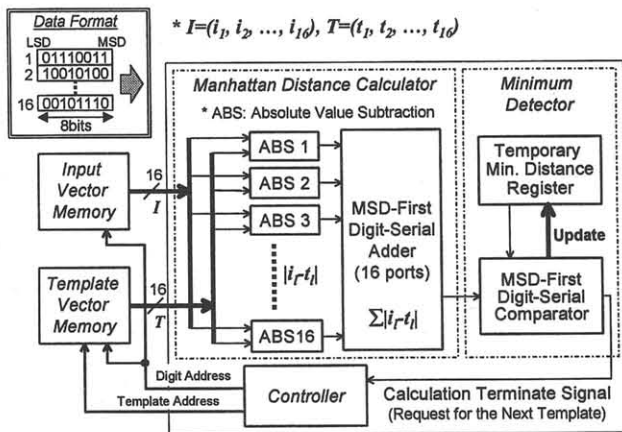 Data Format
LSD MSD
1 01110011
2 10010100
16 00101110
8bits
* I=(i1, i2, ..., i16), T=(t1, t2, ..., t16)
Manhattan Distance Calculator
* ABS: Absolute Value Subtraction
Minimum
Detector
Input
Vector
Memory
16
I
Template
Vector
Memory
16
T
ABS 1
ABS 2
ABS 3
|il-tl|
ABS16
MSD-First
Digit-Serial
Adder
(16 ports)
∑|il-tl|
Temporary
Min. Distance
Register
Update
MSD-First
Digit-Serial
Comparator
Digit Address
Template Address
Controller
Calculation Terminate Signal
(Request for the Next Template)